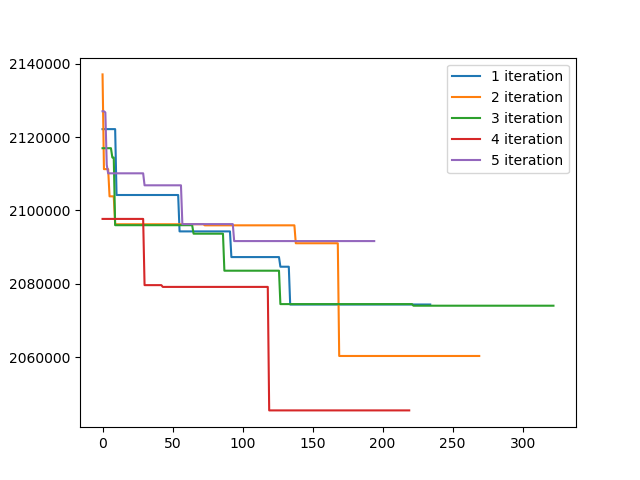 2140000
2120000
2100000
2080000
2060000
0
50
100
150
200
250
300
1 iteration
2 iteration
3 iteration
4 iteration
5 iteration